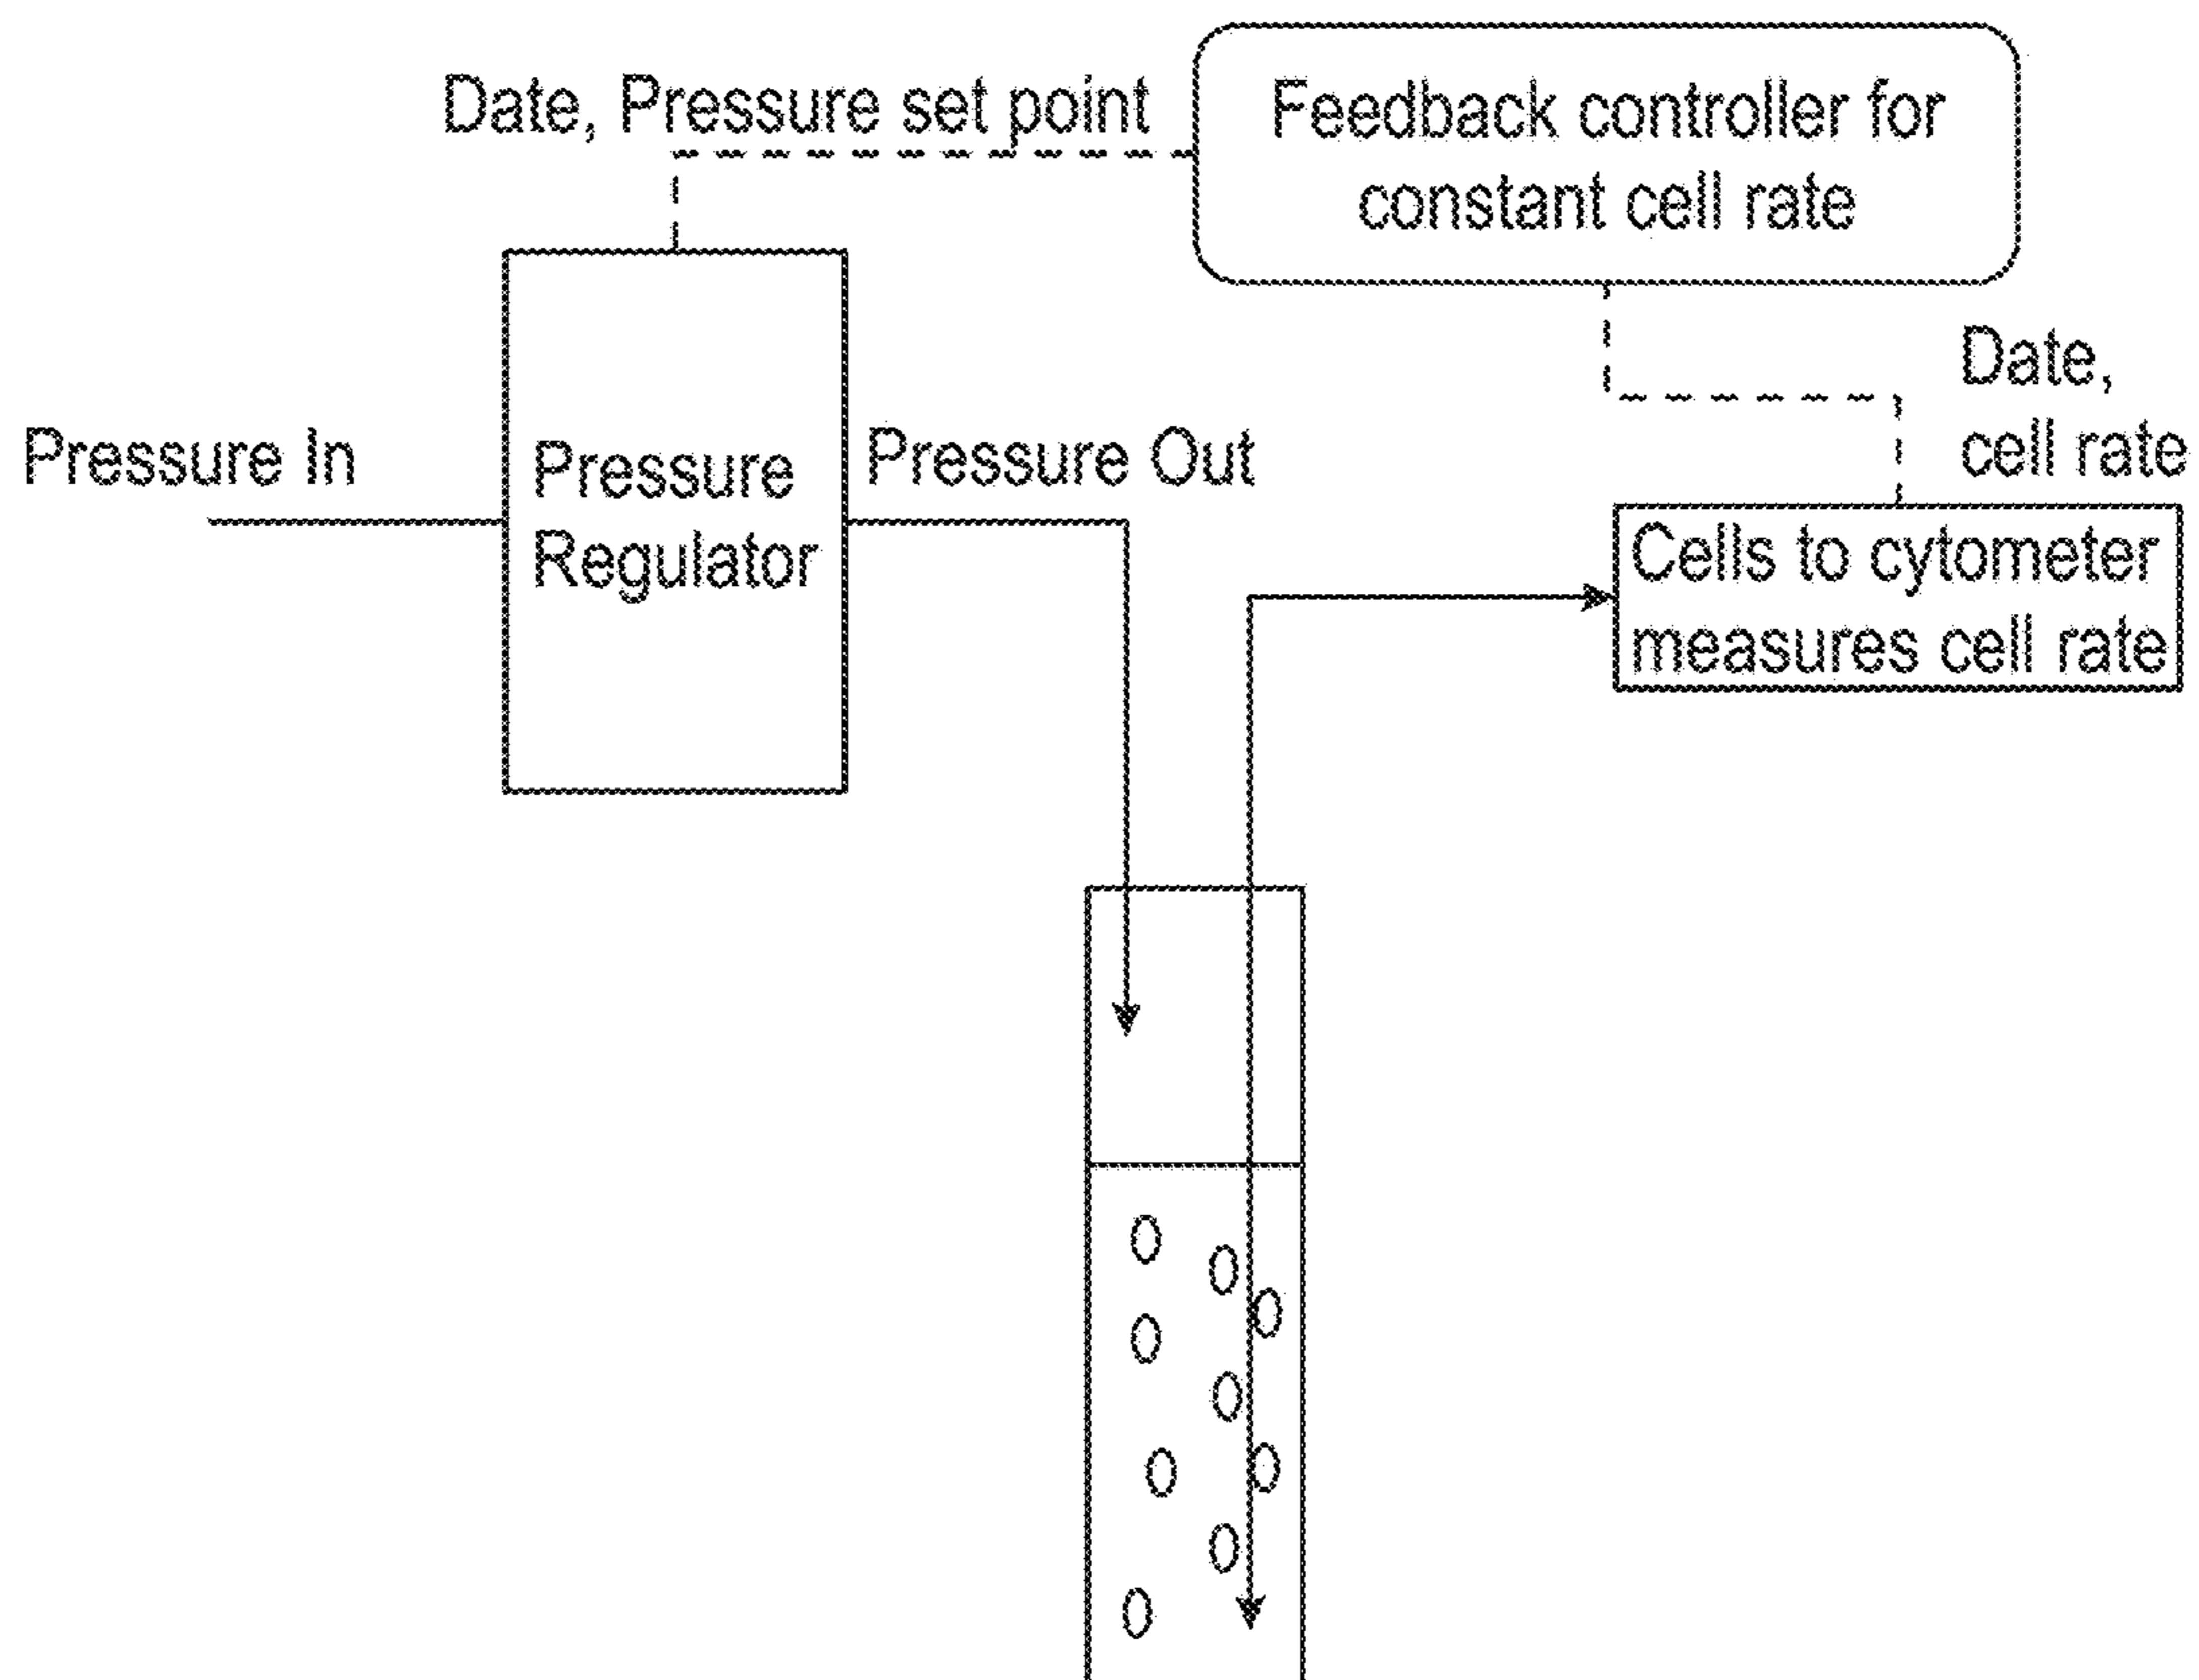 Date, Pressure set point
Feedback controller for
constant cell rate
Date,
cell rate
Pressure In
Pressure
Regulator
Pressure Out
Cells to cytometer
measures cell rate